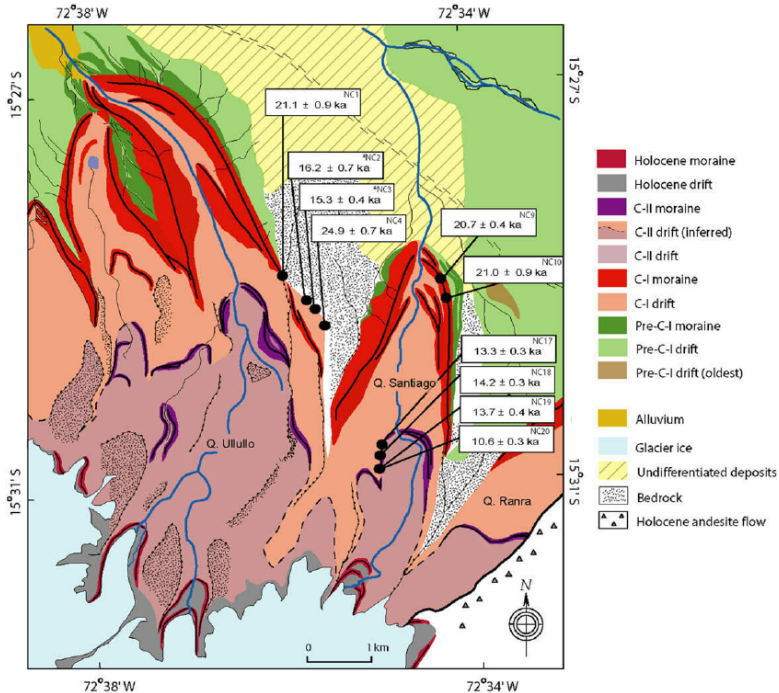 72°38' W
72°34' W
15°27' S
15°27' S
NC1
21.1 ± 0.9 ka
*NC2
16.2 ± 0.7 ka
*NC3
15.3 ± 0.4 ka
NC4
24.9 ± 0.7 ka
NC9
20.7 ± 0.4 ka
NC10
21.0 ± 0.9 ka
NC17
13.3 ± 0.3 ka
NC18
14.2 ± 0.3 ka
NC19
13.7 ± 0.4 ka
NC20
10.6 ± 0.3 ka
Q. Santiago
Q. Ullullo
Q. Ranra
15°31' S
15°31' S
N
0 1 km
72°38' W
72°34' W
Holocene moraine
Holocene drift
C-II moraine
C-II drift (inferred)
C-II drift
C-I moraine
C-I drift
Pre-C-I moraine
Pre-C-I drift
Pre-C-I drift (oldest)
Alluvium
Glacier ice
Undifferentiated deposits
Bedrock
Holocene andesite flow